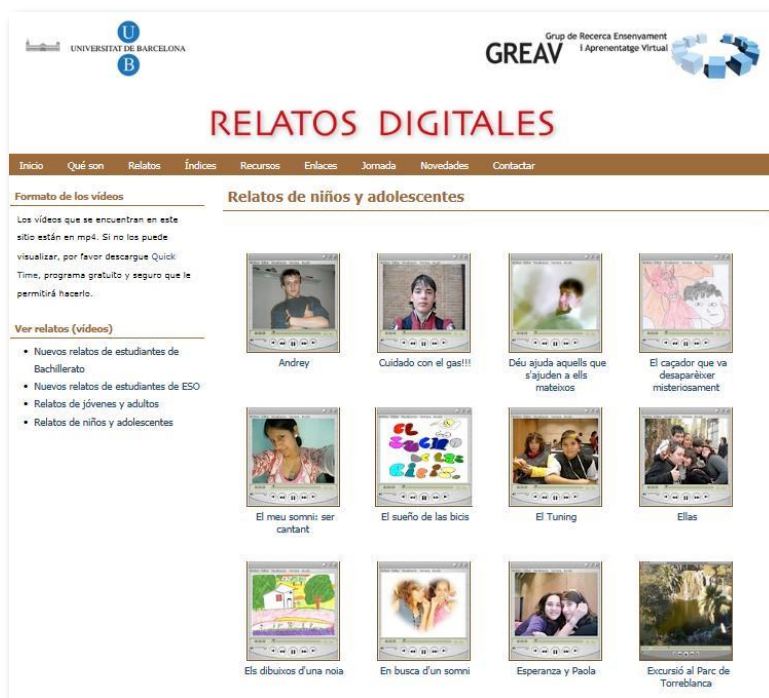 UNIVERSITAT DE BARCELONA
U
B
GREAV
Grup de Recerca Ensenyament
i Aprenentatge Virtual
RELATOS DIGITALES
Inicio Qué son Relatos Índices Recursos Enlaces Jornada Novedades Contactar
Formato de los vídeos
Los vídeos que se encuentran en este
sitio están en mp4. Si no los puede
visualizar, por favor descargue Quick
Time, programa gratuito y seguro que le
permitirá hacerlo.
Ver relatos (vídeos)
Nuevos relatos de estudiantes de
Bachillerato
Nuevos relatos de estudiantes de ESO
Relatos de jóvenes y adultos
Relatos de niños y adolescentes
Relatos de niños y adolescentes
Andrey
Cuidado con el gas!!!
Déu ajuda aquells que
s'ajuden a ells
mateixos
El caçador que va
desaparèixer
misteriosament
EL
SUEÑO
DE LAS
BICIS.
El meu somni: ser
cantant
El sueño de las bicis
El Tuning
Ellas
Els dibuixos d'una noia
En busca d'un somni
Esperanza y Paola
Excursió al Parc de
Torreblanca